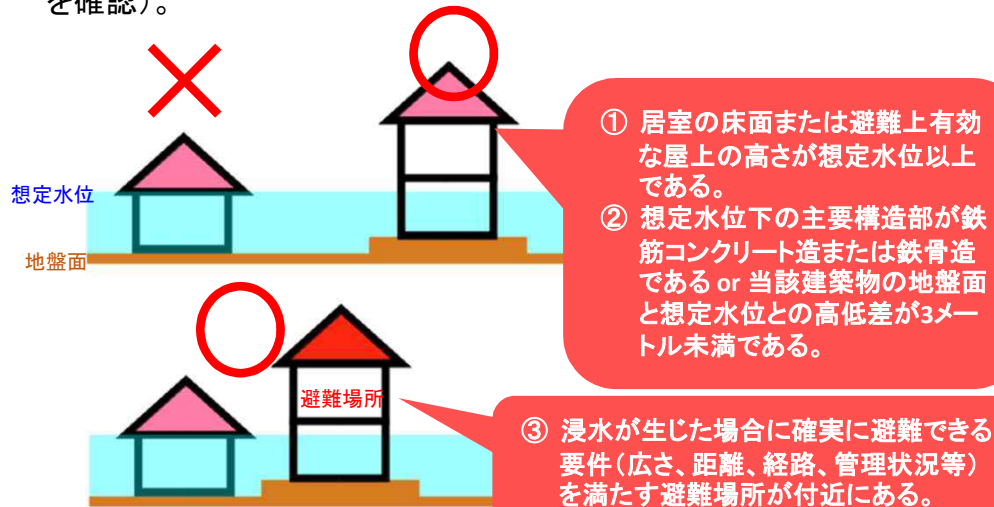 を確認）。
① 居室の床面または避難上有効
な屋上の高さが想定水位以上
である。
② 想定水位下の主要構造部が鉄
筋コンクリート造または鉄骨造
である or 当該建築物の地盤面
と想定水位との高低差が3メー
トル未満である。
想定水位
地盤面
避難場所
③ 浸水が生じた場合に確実に避難できる
要件（広さ、距離、経路、管理状況等）
を満たす避難場所が付近にある。